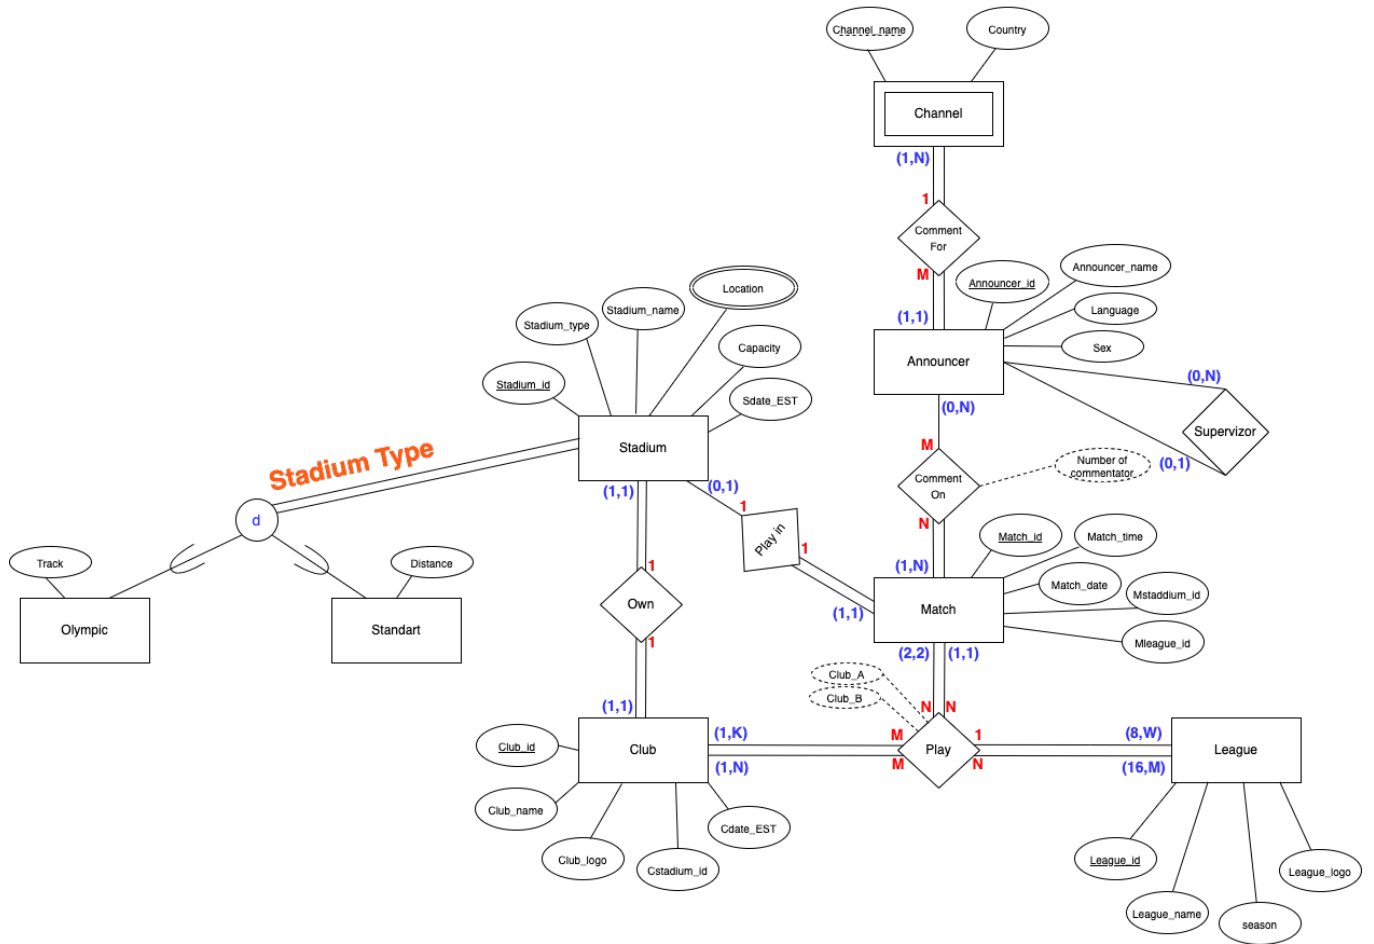 Channel_name
Country
Channel
(1,N)
1
Comment
For
M
(1,1)
Announcer_id
Announcer_name
Language
Sex
Announcer
(0,N)
(0,N)
Supervizor
(0,1)
M
Comment
On
Number of
commentator
N
(1,N)
Location
Stadium_name
Stadium_type
Capacity
Stadium_id
Sdate_EST
Stadium
Stadium Type
(1,1)
(0,1)
d
1
Play in
1
(1,1)
Track
Distance
Olympic
Standart
1
Own
1
(1,1)
Match_id
Match_time
Match_date
Mstaddium_id
Mleague_id
Match
(2,2)
(1,1)
Club_A
Club_B
N
N
Club_id
Club
(1,K)
(1,N)
M
M
Play
1
N
(8,W)
(16,M)
League
Club_name
Club_logo
Cstadium_id
Cdate_EST
League_id
League_name
season
League_logo